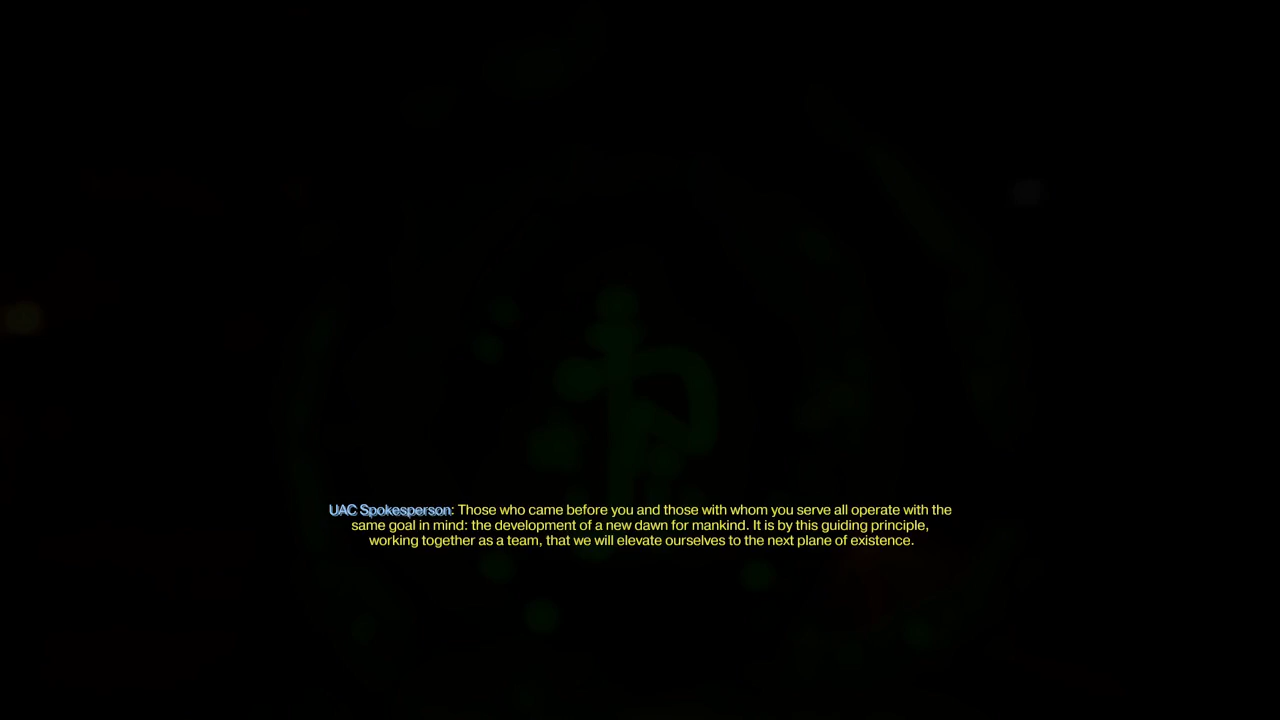 UAC Spokesperson: Those who came before you and those with whom you serve all operate with the
same goal in mind: the development of a new dawn for mankind. It is by this guiding principle,
working together as a team, that we will elevate ourselves to the next plane of existence.